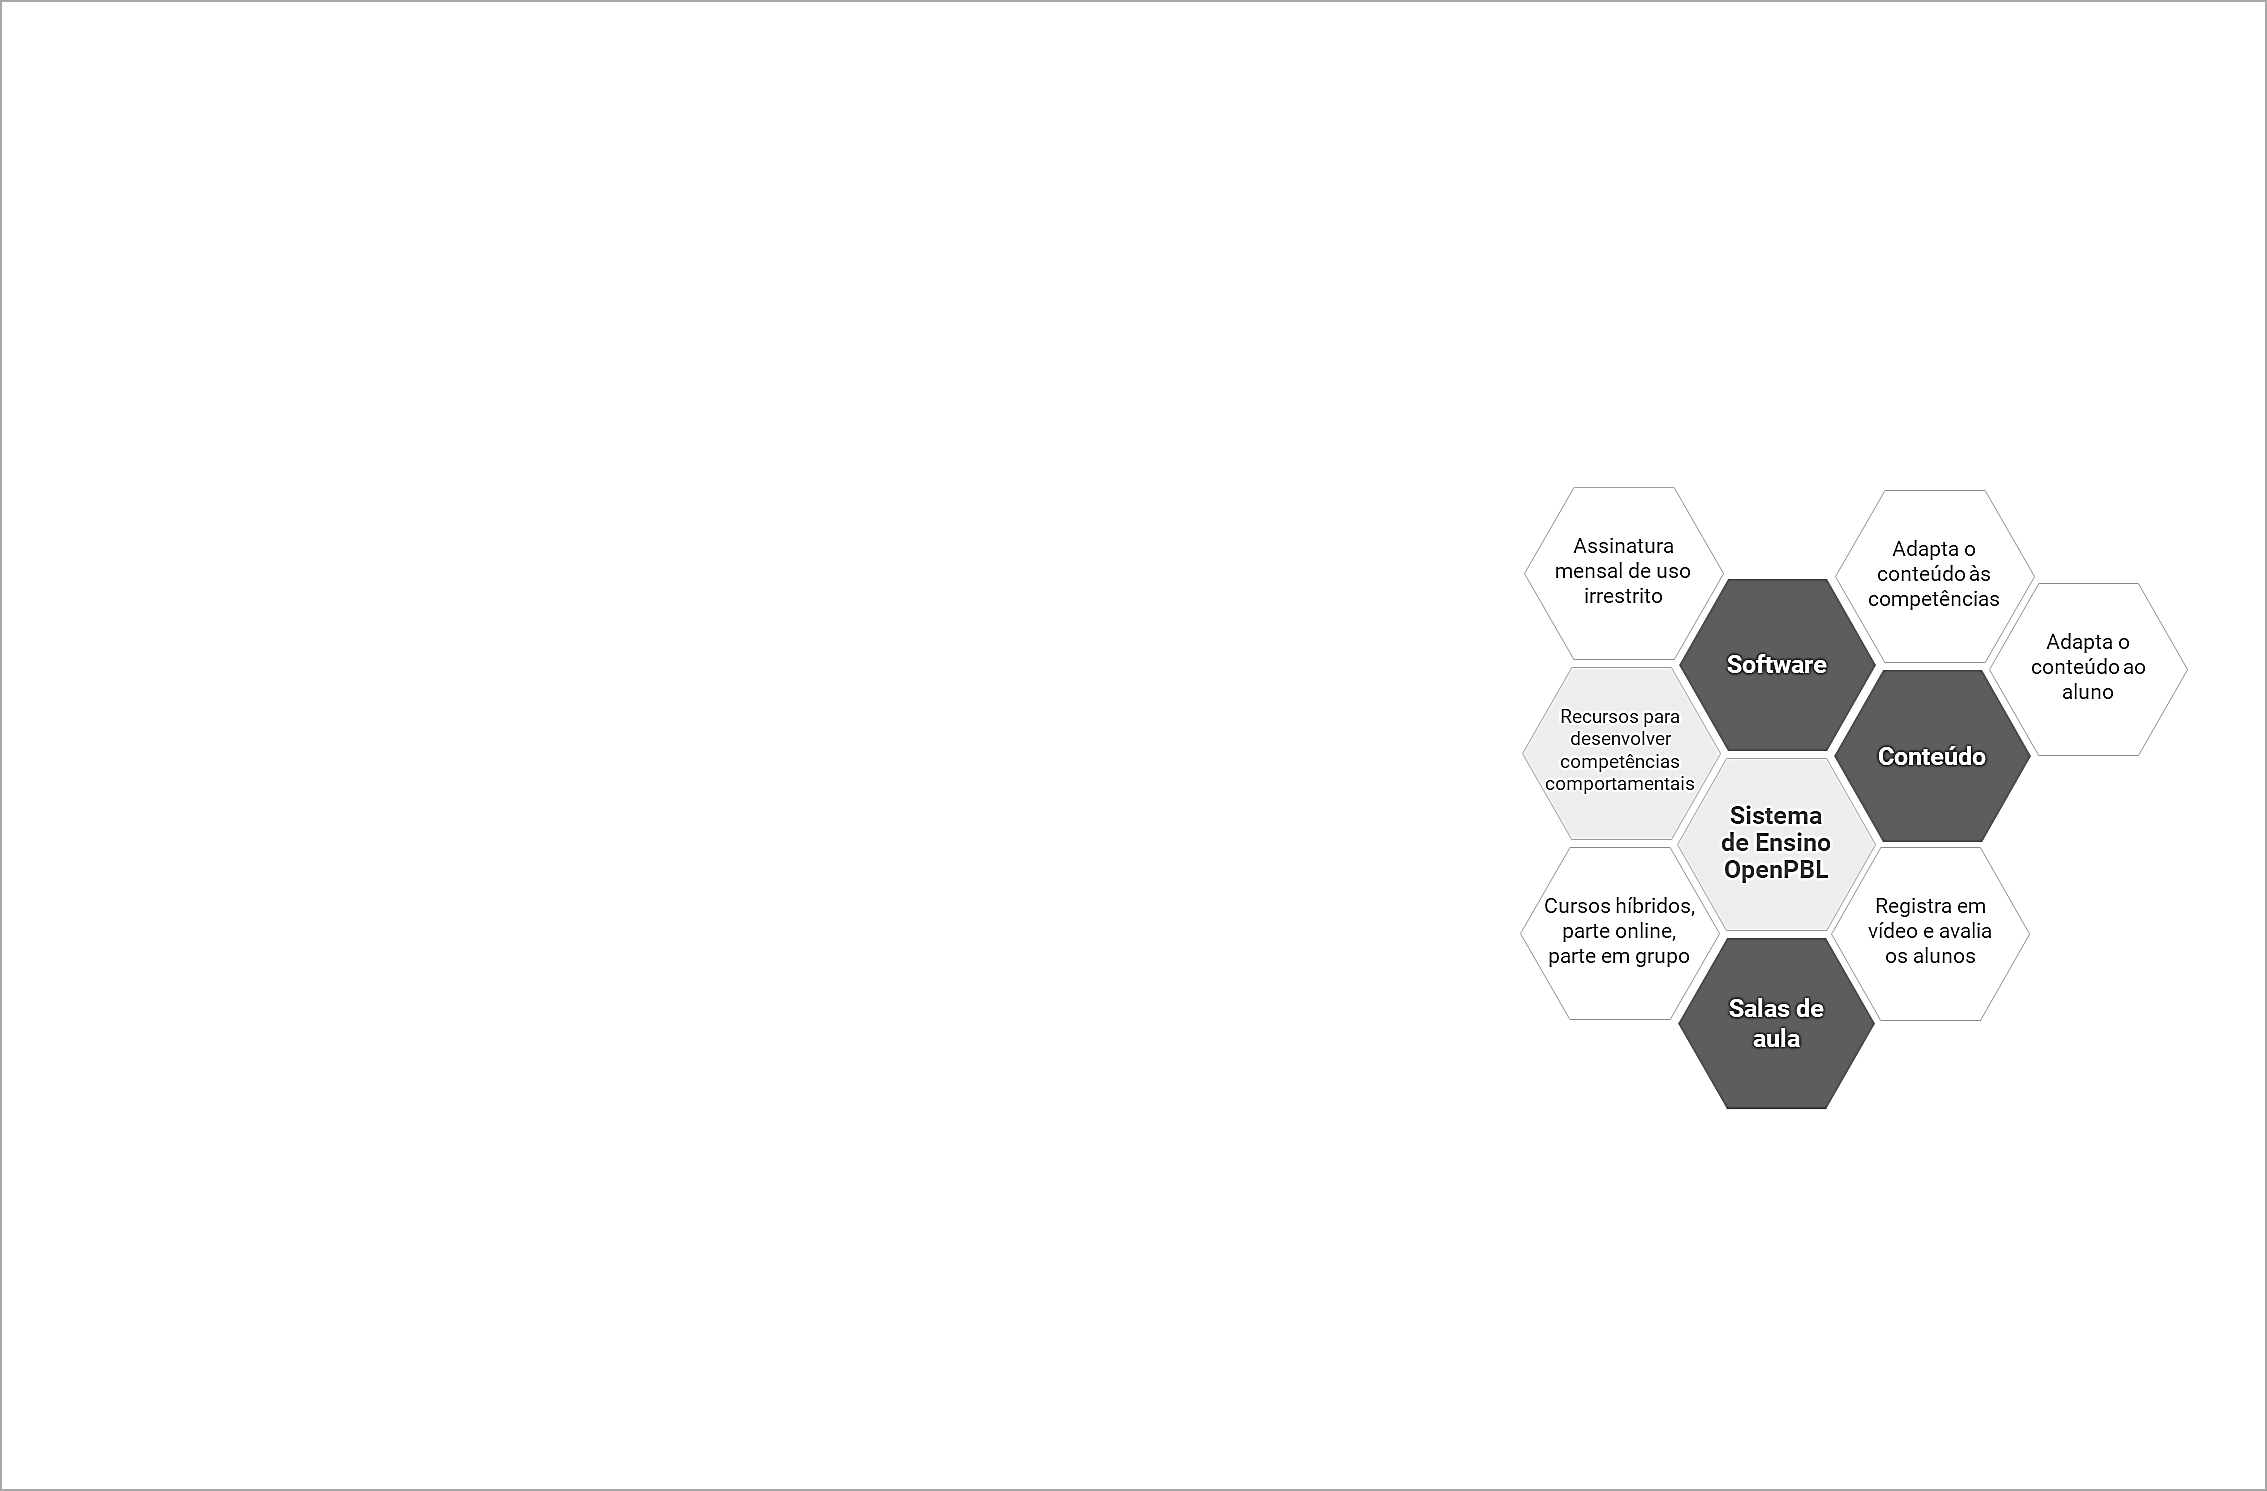 Assinatura
mensal de uso
irrestrito
Adapta o
conteúdo às
competências
Adapta o
conteúdo ao
aluno
Software
Recursos para
desenvolver
competências
comportamentais
Conteúdo
Sistema
de Ensino
OpenPBL
Cursos híbridos,
parte online,
parte em grupo
Registra em
vídeo e avalia
os alunos
Salas de
aula